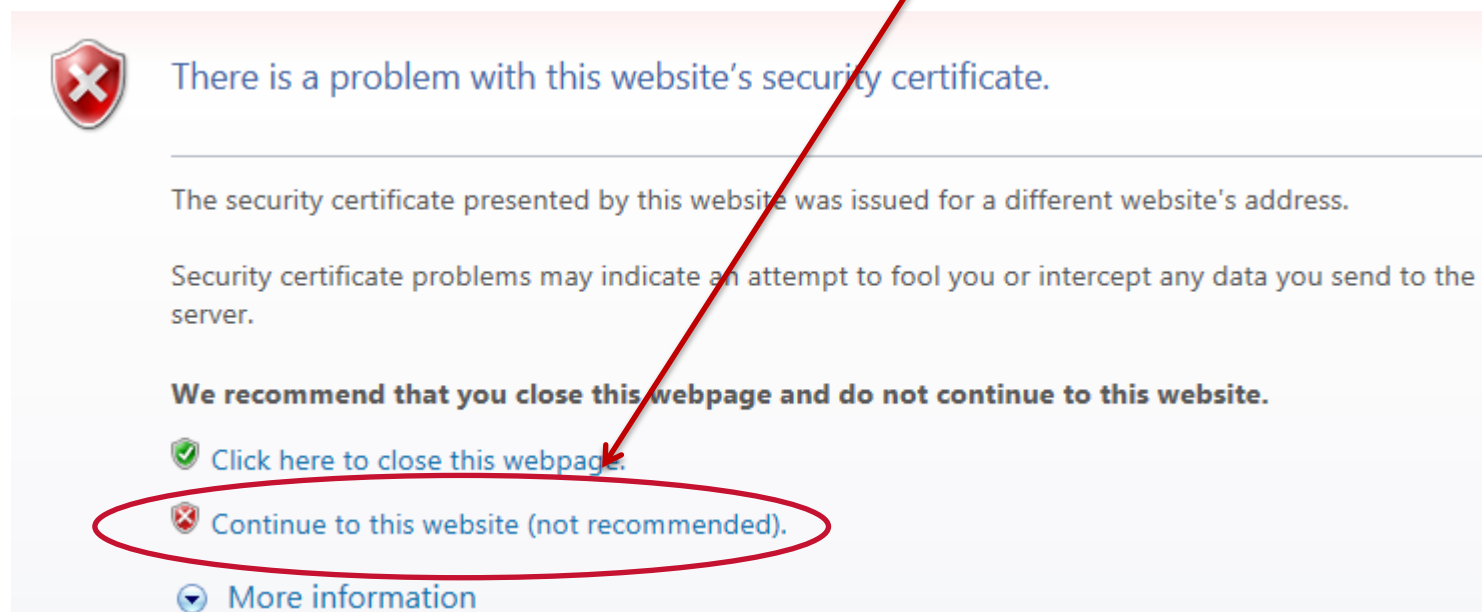 There is a problem with this website's security certificate.
The security certificate presented by this website was issued for a different website's address.
Security certificate problems may indicate an attempt to fool you or intercept any data you send to the
server.
We recommend that you close this webpage and do not continue to this website.
Click here to close this webpage.
Continue to this website (not recommended).
More information